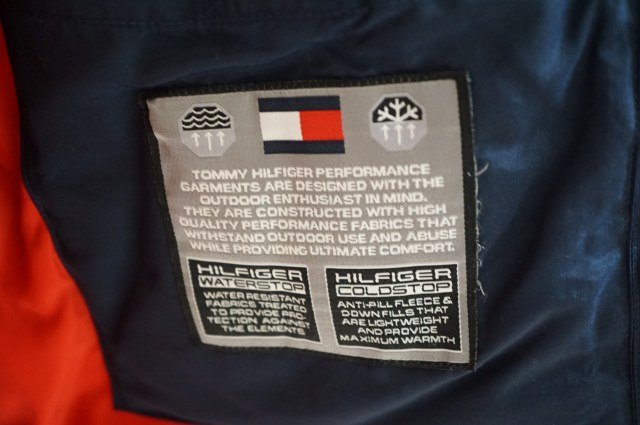 TOMMY HILFIGER PERFORMANCE
GARMENTS ARE DESIGNED WITH THE
OUTDOOR ENTHUSIAST IN MIND.
THEY ARE CONSTRUCTED WITH HIGH
QUALITY PERFORMANCE FABRICS THAT
WITHSTAND OUTDOOR USE AND ABUSE
WHILE PROVIDING ULTIMATE COMFORT.
HILFIGER
WATERSTOP
WATER RESISTANT
FABRICS TREATED
TO PROVIDE PRO-
TECTION AGAINST
THE ELEMENTS
HILFIGER
COLDSTOP
ANTI-PILL FLEECE &
DOWN FILLS THAT
ARE LIGHTWEIGHT
AND PROVIDE
MAXIMUM WARMTH